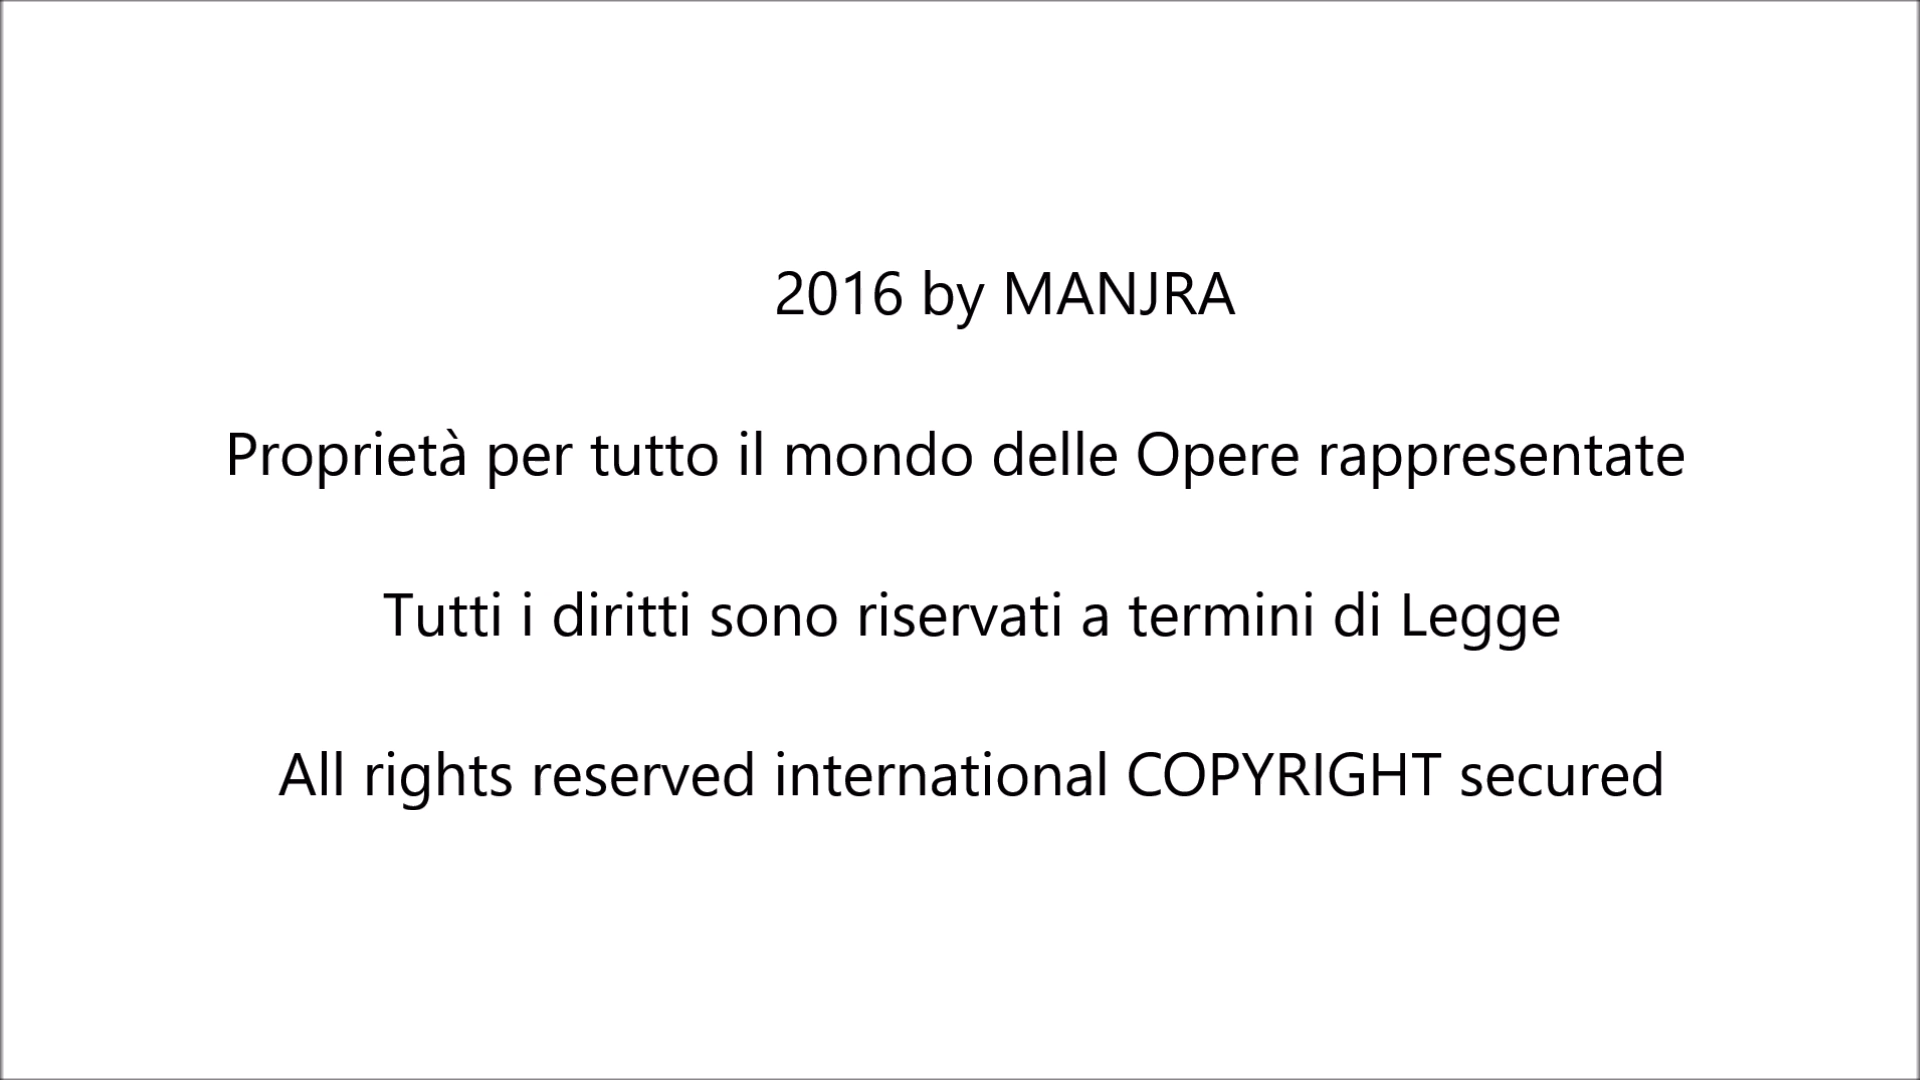 2016 by MANJRA
Proprietà per tutto il mondo delle Opere rappresentate
Tutti i diritti sono riservati a termini di Legge
All rights reserved international COPYRIGHT secured